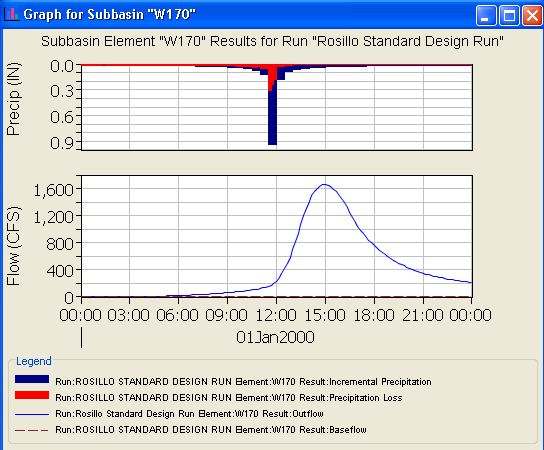 Graph for Subbasin "W170"
Subbasin Element "W170" Results for Run "Rosillo Standard Design Run"
Precip (IN)
0.0
0.3
0.6
0.9
Flow (CFS)
1,600
1,200
800
400
0
00:00 03:00 06:00 09:00 12:00 15:00 18:00 21:00 00:00
01Jan2000
Legend
Run:ROSILLO STANDARD DESIGN RUN Element:W170 Result:Incremental Precipitation
Run:ROSILLO STANDARD DESIGN RUN Element:W170 Result:Precipitation Loss
Run:Rosillo Standard Design Run Element:W170 Result:Outflow
Run:ROSILLO STANDARD DESIGN RUN Element:W170 Result:Baseflow